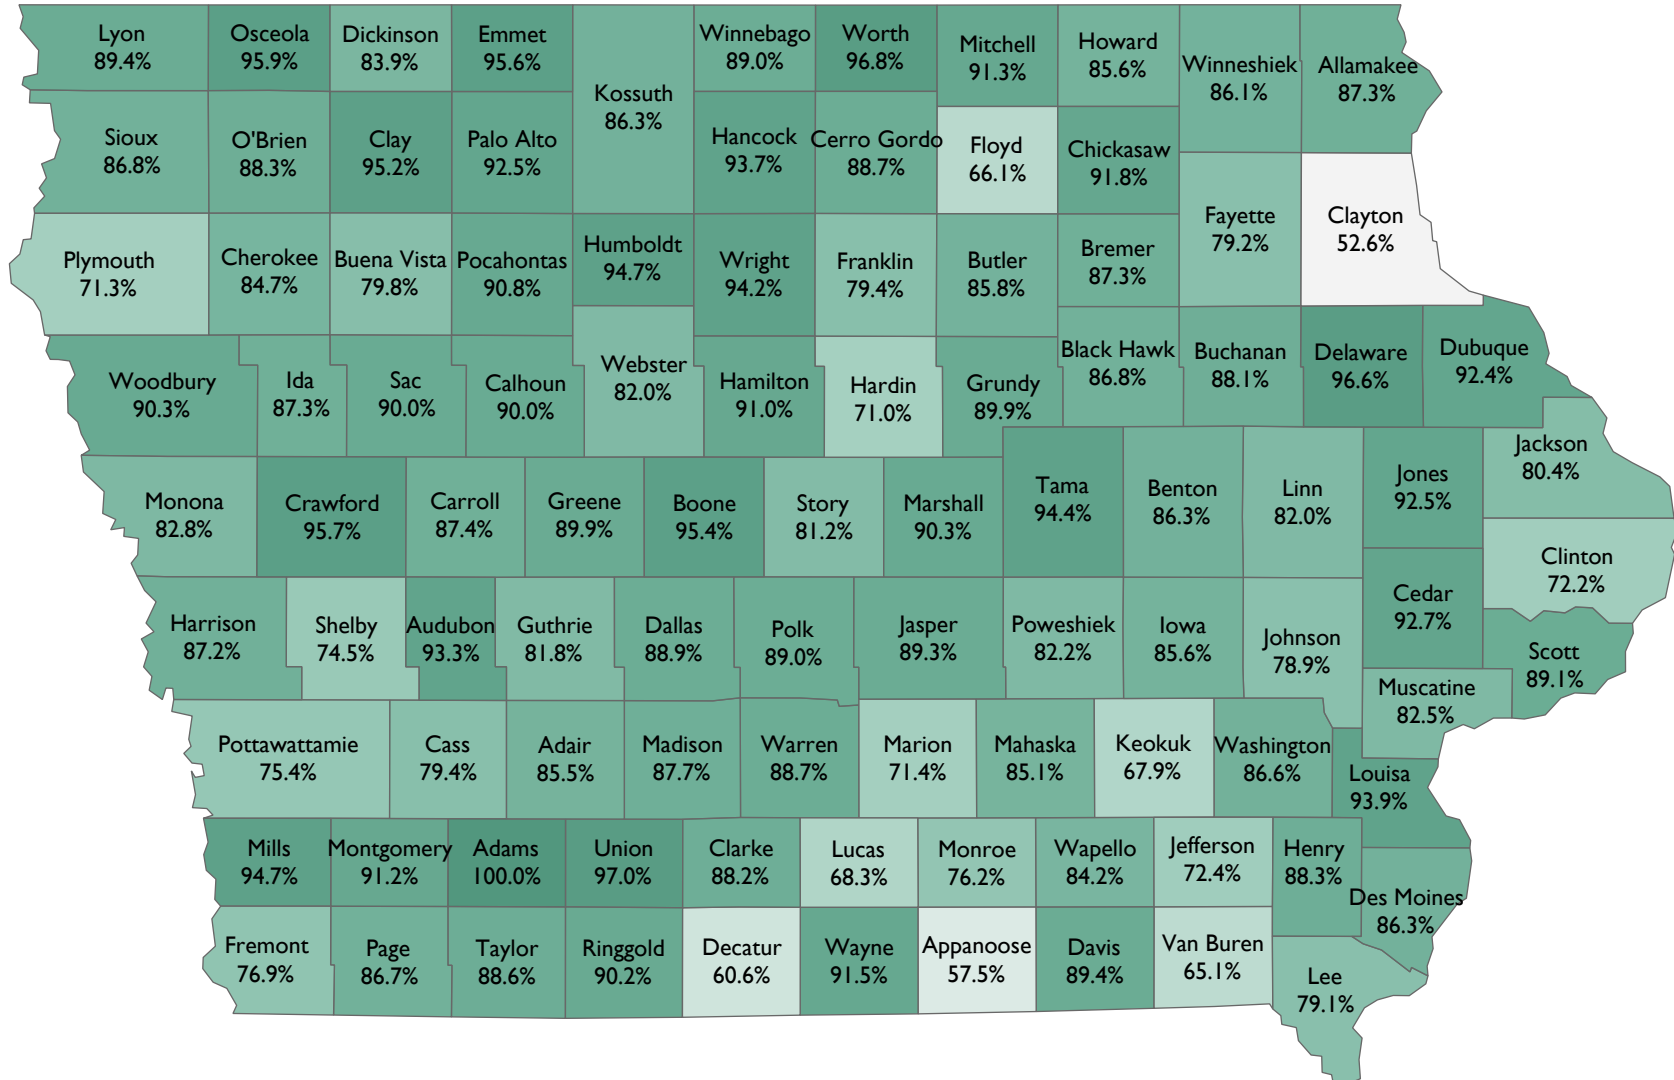 Lyon
89.4%
Osceola
95.9%
Dickinson
83.9%
Emmet
95.6%
Kossuth
86.3%
Winnebago
89.0%
Worth
96.8%
Mitchell
91.3%
Howard
85.6%
Winneshiek
86.1%
Allamakee
87.3%
Sioux
86.8%
O'Brien
88.3%
Clay
95.2%
Palo Alto
92.5%
Hancock
93.7%
Cerro Gordo
88.7%
Floyd
66.1%
Chickasaw
91.8%
Plymouth
71.3%
Cherokee
84.7%
Buena Vista
79.8%
Pocahontas
90.8%
Humboldt
94.7%
Wright
94.2%
Franklin
79.4%
Butler
85.8%
Bremer
87.3%
Fayette
79.2%
Clayton
52.6%
Woodbury
90.3%
Ida
87.3%
Sac
90.0%
Calhoun
90.0%
Webster
82.0%
Hamilton
91.0%
Hardin
71.0%
Grundy
89.9%
Black Hawk
86.8%
Buchanan
88.1%
Delaware
96.6%
Dubuque
92.4%
Monona
82.8%
Crawford
95.7%
Carroll
87.4%
Greene
89.9%
Boone
95.4%
Story
81.2%
Marshall
90.3%
Tama
94.4%
Benton
86.3%
Linn
82.0%
Jones
92.5%
Jackson
80.4%
Clinton
72.2%
Harrison
87.2%
Shelby
74.5%
Audubon
93.3%
Guthrie
81.8%
Dallas
88.9%
Polk
89.0%
Jasper
89.3%
Poweshiek
82.2%
Iowa
85.6%
Johnson
78.9%
Cedar
92.7%
Scott
89.1%
Muscatine
82.5%
Pottawattamie
75.4%
Cass
79.4%
Adair
85.5%
Madison
87.7%
Warren
88.7%
Marion
71.4%
Mahaska
85.1%
Keokuk
67.9%
Washington
86.6%
Louisa
93.9%
Mills
94.7%
Montgomery
91.2%
Adams
100.0%
Union
97.0%
Clarke
88.2%
Lucas
68.3%
Monroe
76.2%
Wapello
84.2%
Jefferson
72.4%
Henry
88.3%
Des Moines
86.3%
Fremont
76.9%
Page
86.7%
Taylor
88.6%
Ringgold
90.2%
Decatur
60.6%
Wayne
91.5%
Appanoose
57.5%
Davis
89.4%
Van Buren
65.1%
Lee
79.1%